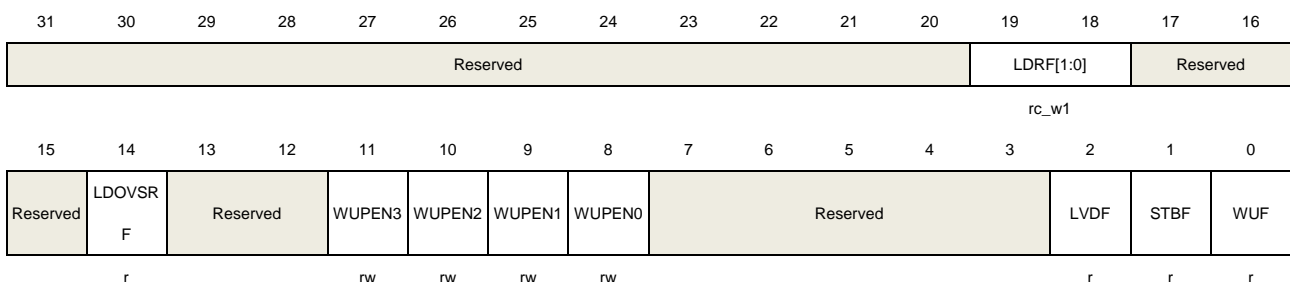 31 30 29 28 27 26 25 24 23 22 21 20 19 18 17 16
Reserved LDRF[1:0] Reserved
rc_w1
15 14 13 12 11 10 9 8 7 6 5 4 3 2 1 0
Reserved LDOVSR F Reserved WUPEN3 WUPEN2 WUPEN1 WUPEN0 Reserved LVDF STBF WUF
r rw rw rw rw r r r